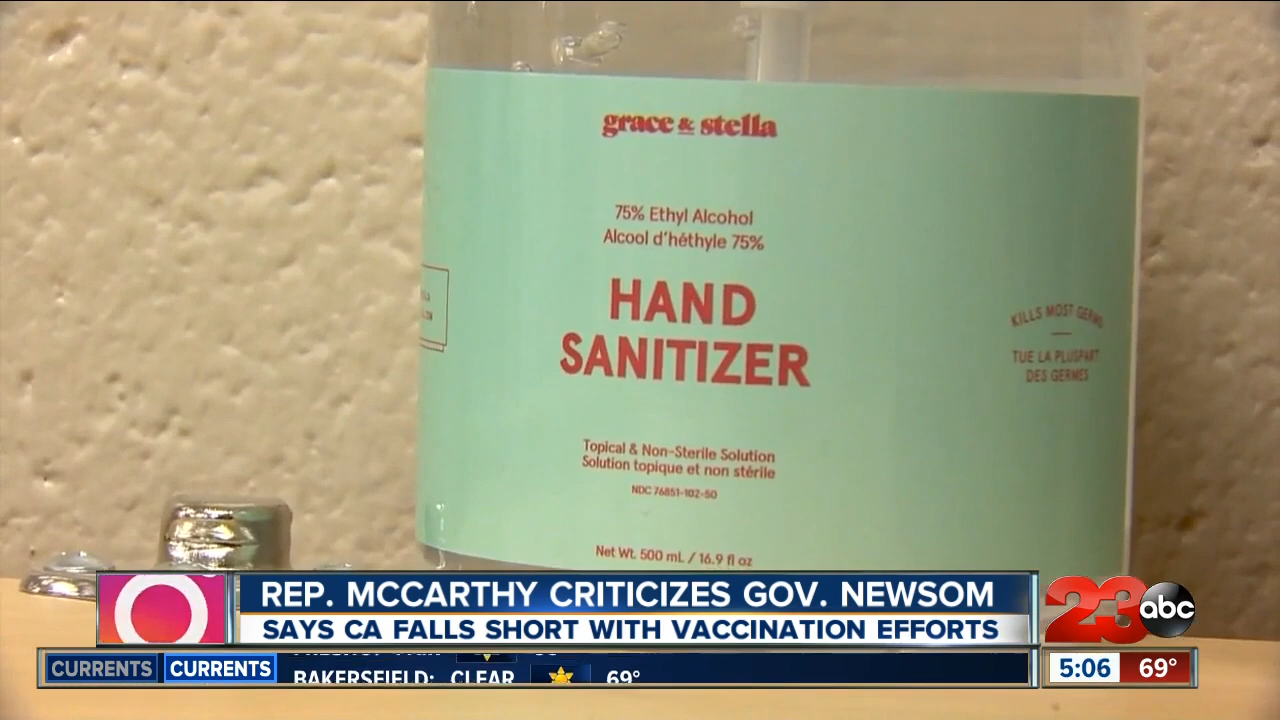 grace & stella
75% Ethyl Alcohol
Alcool d'héthyle 75%
HAND
SANITIZER
KILLS MOST GERMS
TUE LA PLUSPART
DES GERMES
Topical & Non-Sterile Solution
Solution topique et non stérile
NDC 76851-102-50
Net Wt. 500 mL / 16.9 fl oz
REP. MCCARTHY CRITICIZES GOV. NEWSOM
SAYS CA FALLS SHORT WITH VACCINATION EFFORTS
23 abc
CURRENTS CURRENTS BAKERSFIELD: CLEAR 69°
5:06 69°